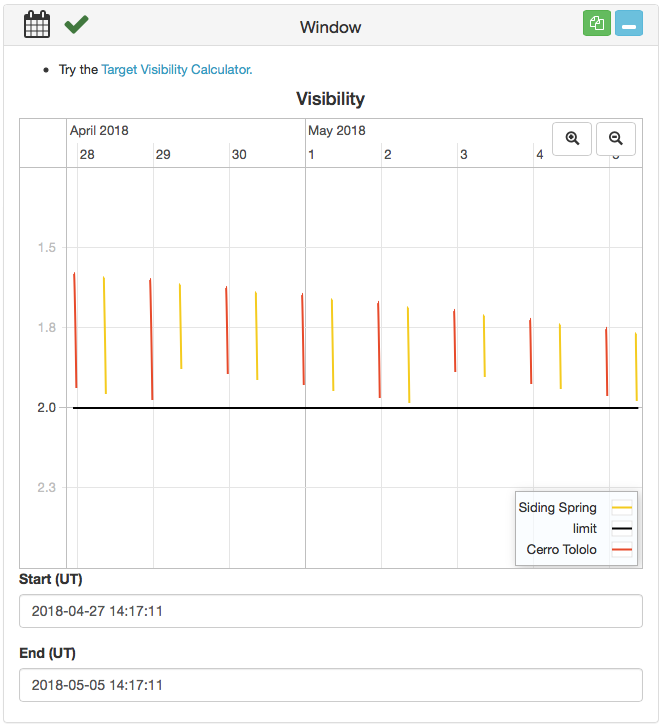 Window
Try the Target Visibility Calculator.
Visibility
April 2018
May 2018
28
29
30
1
2
3
4
1.5
1.8
2.0
2.3
Siding Spring
limit
Cerro Tololo
Start (UT)
2018-04-27 14:17:11
End (UT)
2018-05-05 14:17:11